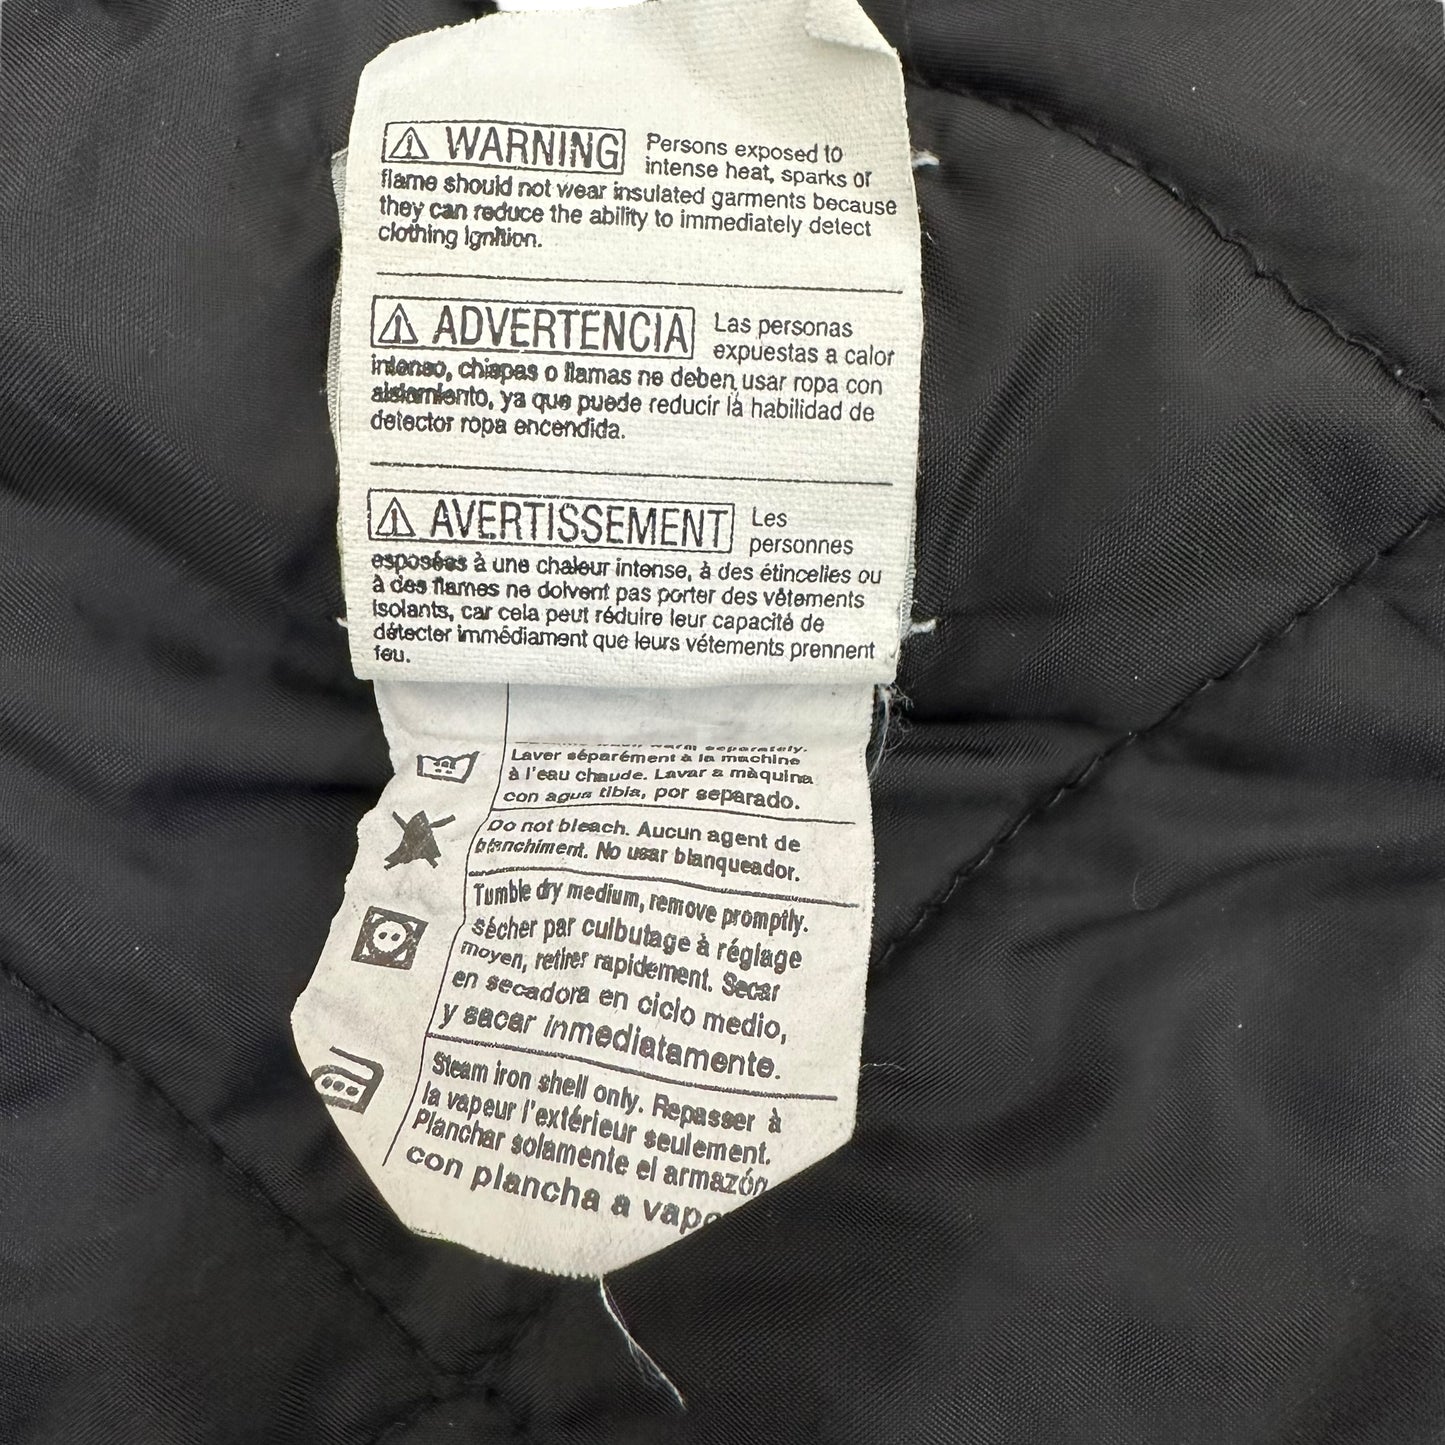 WARNING Persons exposed to
intense heat, sparks or
flame should not wear insulated garments because
they can reduce the ability to immediately detect
clothing ignition.
ADVERTENCIA Las personas
expuestas a calor
intenso, chispas o llamas no deben usar ropa con
aislamiento, ya que puede reducir la habilidad de
detector ropa encendida.
AVERTISSEMENT Les
personnes
esposées à une chaleur intense, à des étincelles ou
à des flames ne doivent pas porter des vêtements
isolants, car cela peut réduire leur capacité de
détecter immédiament que leurs vétements prennent
feu.
warm separately.
Laver séparément à la machine
à l'eau chaude. Lavar a màquina
con agua tibia, por separado.
Do not bleach. Aucun agent de
blanchiment. No usar blanqueador.
Tumble dry medium, remove promptly.
sécher par culbutage à réglage
moyen, retirer rapidement. Secar
en secadora en ciclo medio,
y sacar inmediatamente.
Steam iron shell only. Repasser à
la vapeur l'extérieur seulement.
Planchar solamente el armazón
con plancha a vapo